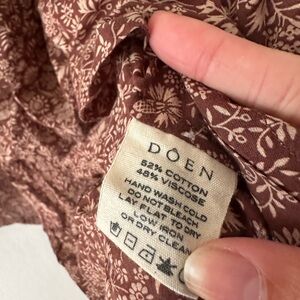 DÔEN
52% COTTON
48% VISCOSE
HAND WASH COLD
DO NOT BLEACH
LAY FLAT TO DRY
LOW IRON
OR DRY CLEAN